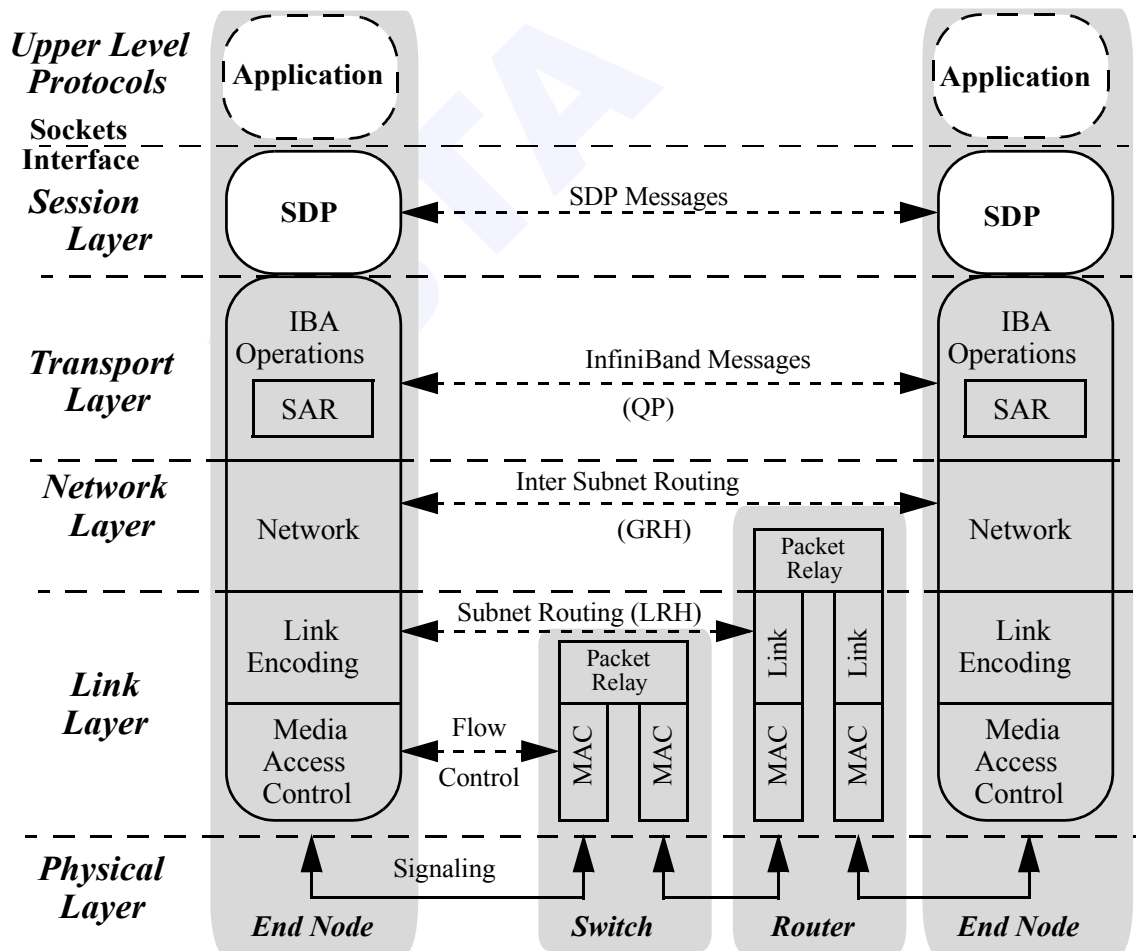 Upper Level
Protocols
Application
Application
Sockets
Interface
Session
Layer
SDP
SDP Messages
SDP
Transport
Layer
IBA
Operations
SAR
InfiniBand Messages
(QP)
IBA
Operations
SAR
Network
Layer
Network
Inter Subnet Routing
(GRH)
Packet
Relay
Network
Link
Layer
Link
Encoding
Subnet Routing (LRH)
Packet
Relay
Link
Link
Link
Encoding
Media
Access
Control
Flow
Control
MAC
MAC
MAC
MAC
Media
Access
Control
Physical
Layer
Signaling
End Node
Switch
Router
End Node